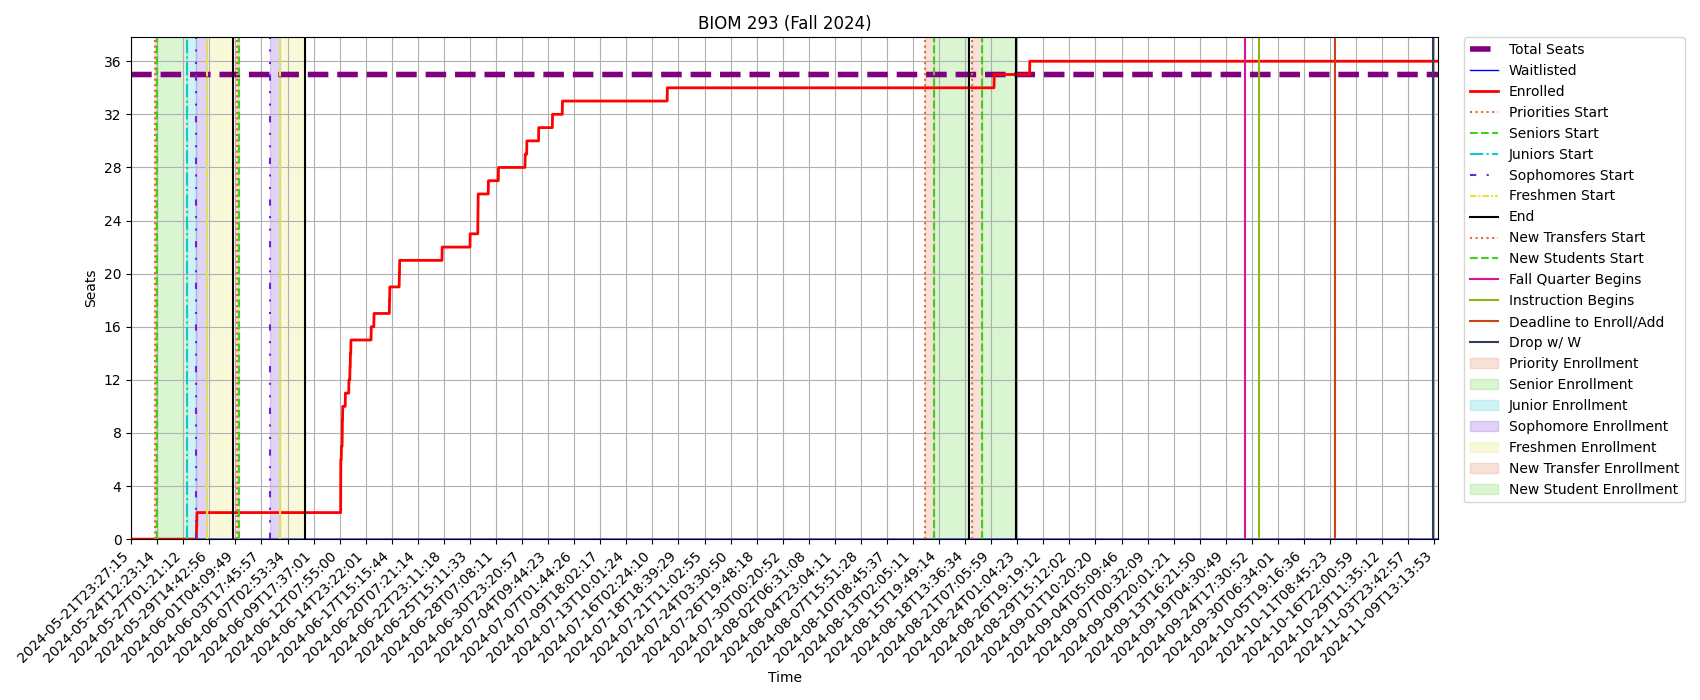 BIOM 293 (Fall 2024)
36
32
28
24
20
16
12
8
4
0
Seats
2024-05-21T23:27:15
2024-05-24T12:23:14
2024-05-27T01:21:12
2024-05-29T14:42:56
2024-06-01T04:09:49
2024-06-03T17:45:57
2024-06-07T02:53:34
2024-06-09T17:37:01
2024-06-12T07:55:00
2024-06-14T23:22:01
2024-06-17T15:15:44
2024-06-20T07:21:14
2024-06-22T23:11:18
2024-06-25T15:11:33
2024-06-28T07:08:11
2024-06-30T23:20:57
2024-07-04T09:44:23
2024-07-07T01:44:26
2024-07-09T18:02:17
2024-07-13T10:01:24
2024-07-16T02:24:10
2024-07-18T18:39:29
2024-07-21T11:02:55
2024-07-24T03:30:50
2024-07-26T19:48:18
2024-07-30T00:20:52
2024-08-02T06:31:08
2024-08-04T23:04:11
2024-08-07T15:51:28
2024-08-10T08:45:37
2024-08-13T02:05:11
2024-08-15T19:49:14
2024-08-18T13:36:34
2024-08-21T07:05:59
2024-08-24T01:04:23
2024-08-26T19:19:12
2024-08-29T15:12:02
2024-09-01T10:20:20
2024-09-04T05:09:46
2024-09-07T00:32:09
2024-09-09T20:01:21
2024-09-13T16:21:50
2024-09-19T04:30:49
2024-09-24T17:30:52
2024-09-30T06:34:01
2024-10-05T19:16:36
2024-10-11T08:45:23
2024-10-16T22:00:59
2024-10-29T11:35:12
2024-11-03T23:42:57
2024-11-09T13:13:53
Time
Total Seats
Waitlisted
Enrolled
Priorities Start
Seniors Start
Juniors Start
Sophomores Start
Freshmen Start
End
New Transfers Start
New Students Start
Fall Quarter Begins
Instruction Begins
Deadline to Enroll/Add
Drop w/ W
Priority Enrollment
Senior Enrollment
Junior Enrollment
Sophomore Enrollment
Freshmen Enrollment
New Transfer Enrollment
New Student Enrollment